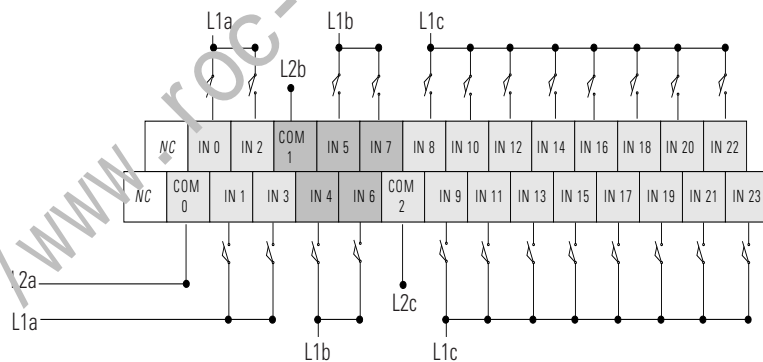 L1a L1b L1c
L2b
NC IN 0 IN 2 COM 1 IN 5 IN 7 IN 8 IN 10 IN 12 IN 14 IN 16 IN 18 IN 20 IN 22
NC COM 0 IN 1 IN 3 IN 4 IN 6 COM 2 IN 9 IN 11 IN 13 IN 15 IN 17 IN 19 IN 21 IN 23
L2a L2c
L1a
L1b L1c
/www.roc-